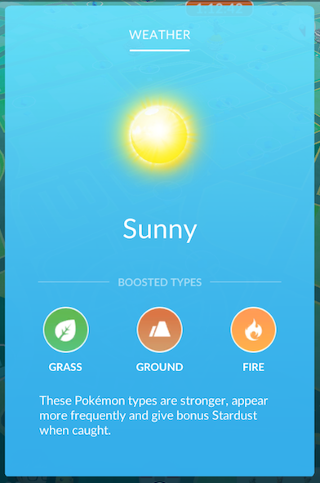 WEATHER
Sunny
BOOSTED TYPES
GRASS GROUND FIRE
These Pokémon types are stronger, appear
more frequently and give bonus Stardust
when caught.